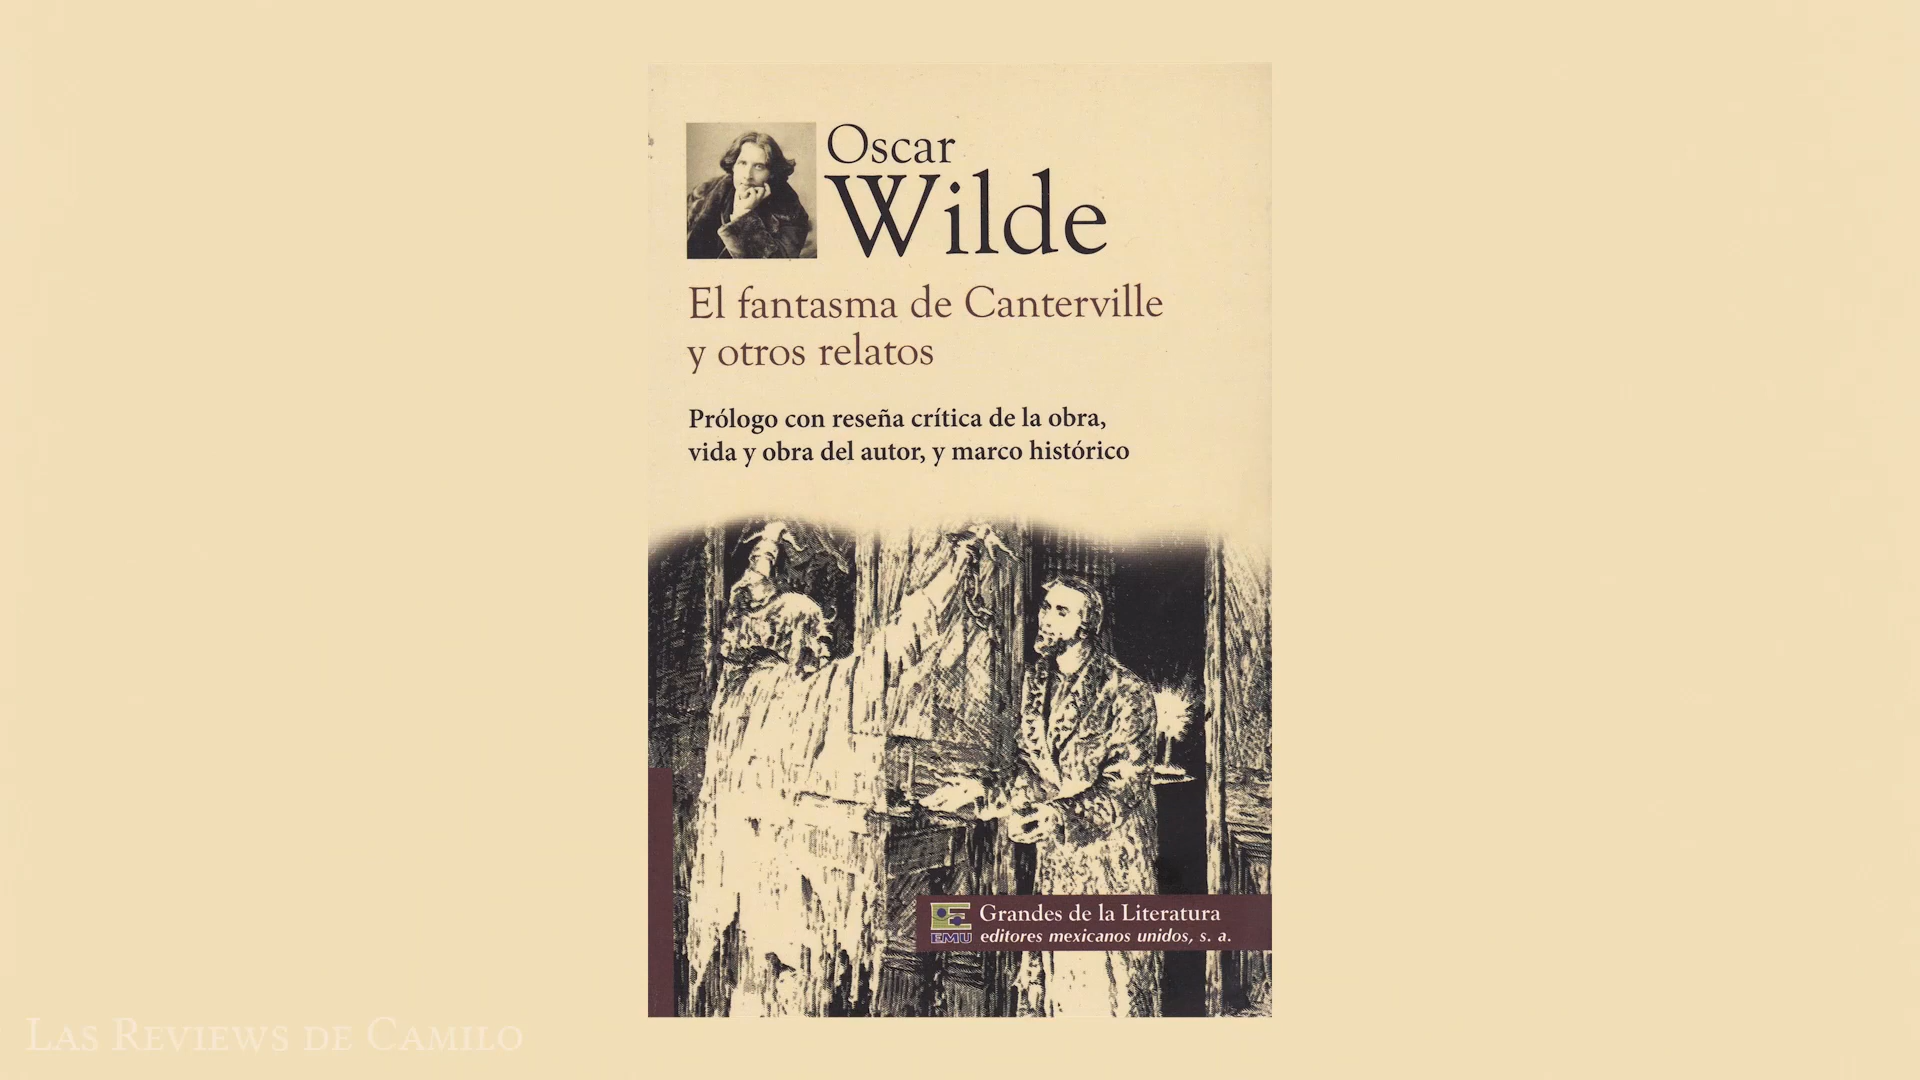 Oscar
Wilde
El fantasma de Canterville
y otros relatos
Prólogo con reseña crítica de la obra,
vida y obra del autor, y marco histórico
Grandes de la Literatura
EMU editores mexicanos unidos, s. a.
Las Reviews de Camilo